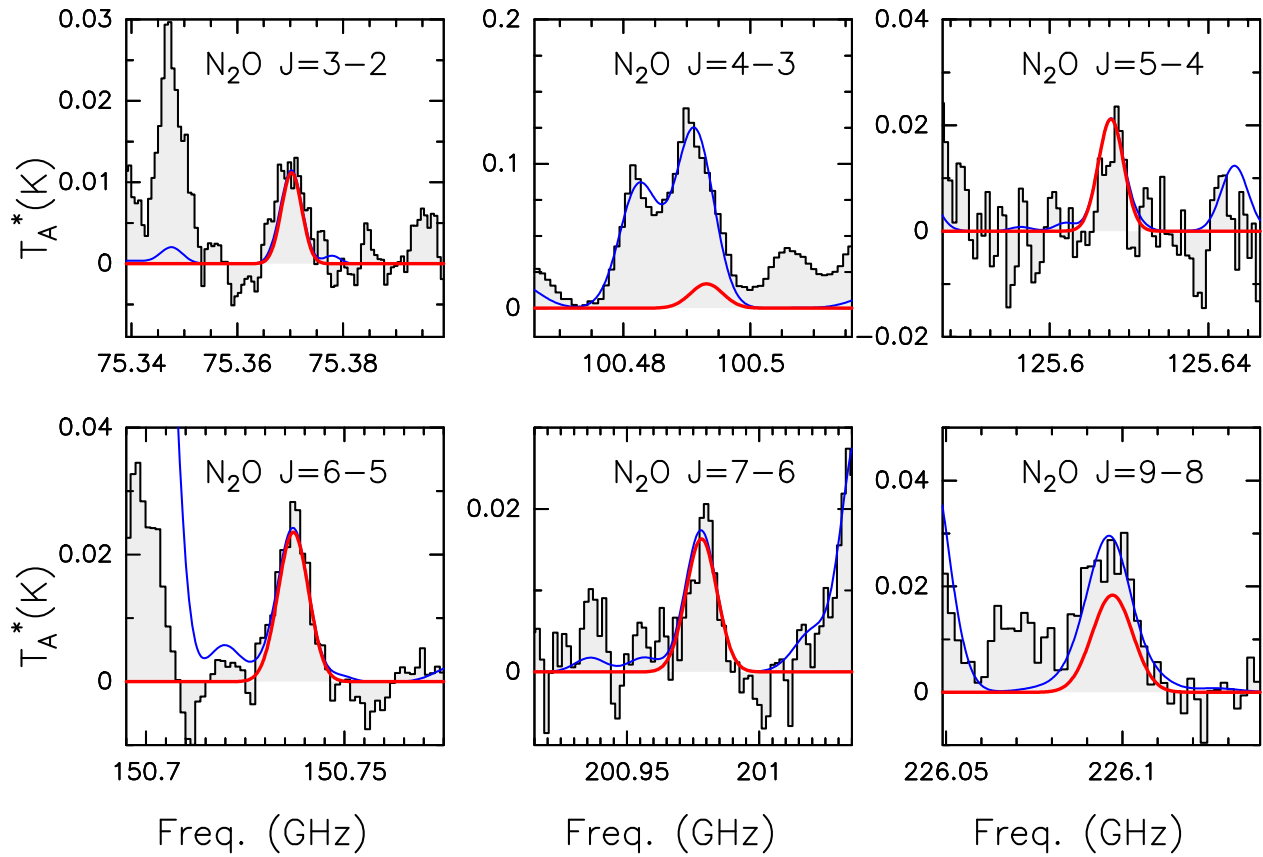 0.03
N2O J=3−2
0.02
0.01
0
75.34
75.36
75.38
TA*(K)
0.2
N2O J=4−3
0.1
0
100.48
100.5
0.04
N2O J=5−4
0.02
0
−0.02
125.6
125.64
0.04
N2O J=6−5
0.02
0
150.7
150.75
TA*(K)
Freq. (GHz)
N2O J=7−6
0.02
0
200.95
201
Freq. (GHz)
N2O J=9−8
0.04
0.02
0
226.05
226.1
Freq. (GHz)